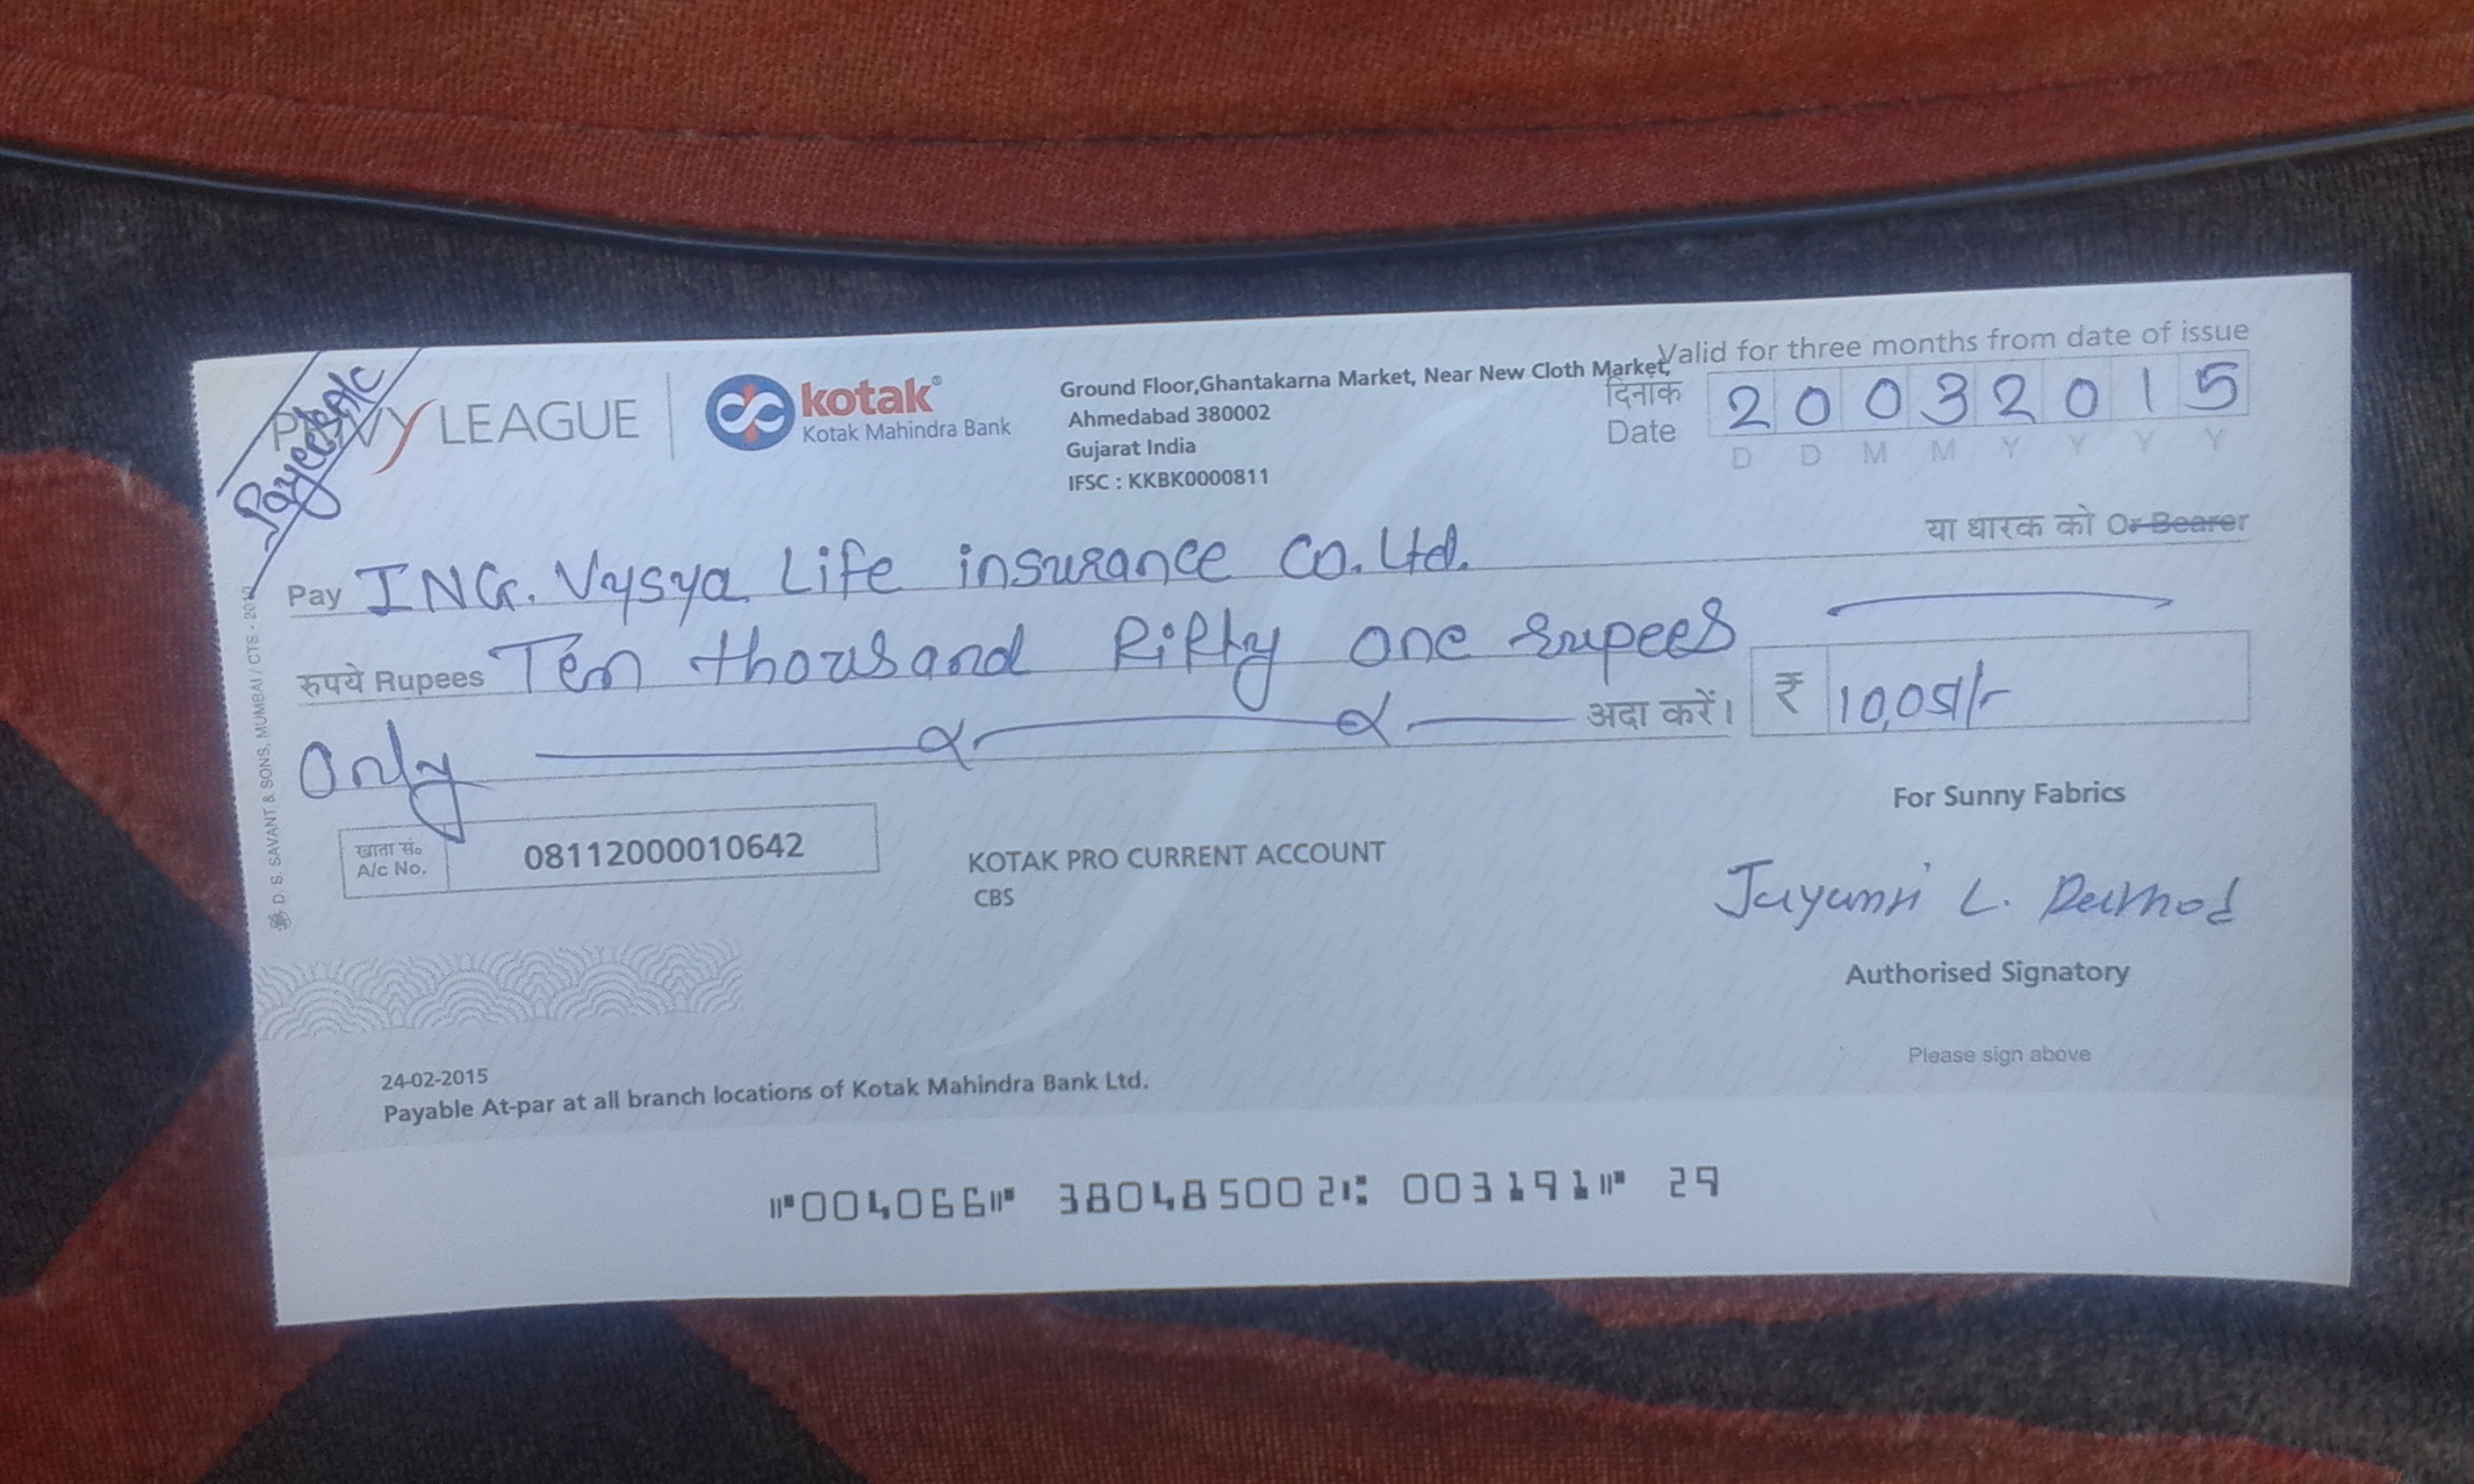 Payee's A/c
PRIVY LEAGUE
kotak®
Kotak Mahindra Bank
Ground Floor,Ghantakarna Market, Near New Cloth Market,
Ahmedabad 380002
Gujarat India
IFSC : KKBK0000811
Valid for three months from date of issue
दिनांक
Date
20032015
D D M M Y Y Y Y
या धारक को Or Bearer
Pay ING. Vysya Life insurance Co. Ltd.
रुपये Rupees Ten thousand Fifty one rupees
Only
अदा करें।
₹ 10,051/-
For Sunny Fabrics
खाता सं०
A/c No.
08112000010642
KOTAK PRO CURRENT ACCOUNT
CBS
L.
Authorised Signatory
Please sign above
24-02-2015
Payable At-par at all branch locations of Kotak Mahindra Bank Ltd.
⑈004066⑈ 380485002⑆ 003191⑈ 29
D. S. SAVANT & SONS, MUMBAI / CTS - 2010